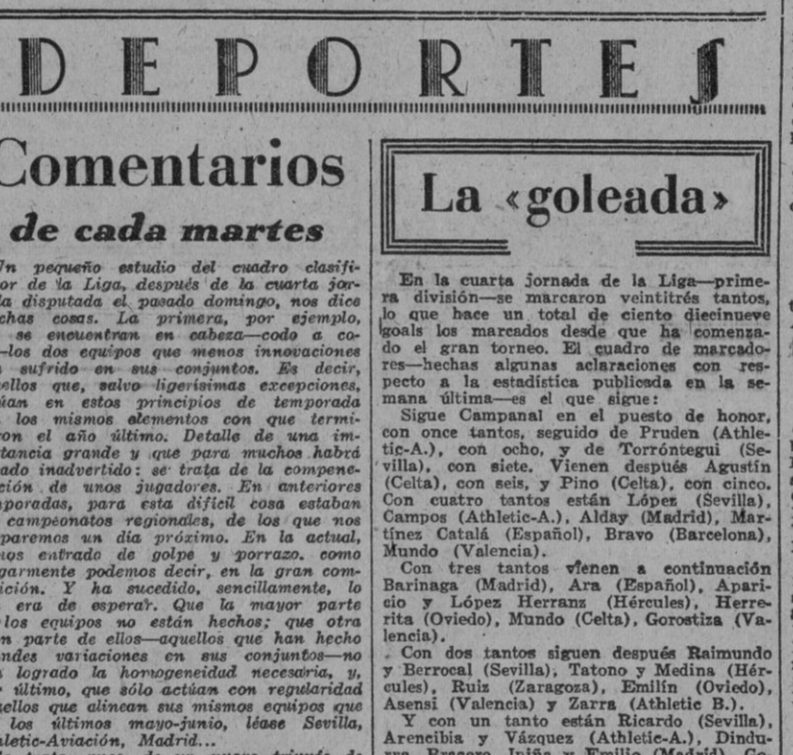 DEPORTES
Comentarios
de cada martes
Un pequeño estudio del cuadro clasifi-
or de la Liga, después de la cuarta jor-
la disputada el pasado domingo, nos dice
chas cosas. La primera, por ejemplo,
se encuentran en cabeza—codo a co-
—los dos equipos que menos innovaciones
sufrido en sus conjuntos. Es decir,
ellos que, salvo ligerísimas excepciones,
úan en estos principios de temporada
los mismos elementos con que termi-
ron el año último. Detalle de una im-
tancia grande y que para muchos habrá
ado inadvertido: se trata de la compene-
ción de unos jugadores. En anteriores
poradas, para esta difícil cosa estaban
campeonatos regionales, de los que nos
paremos un día próximo. En la actual,
mos entrado de golpe y porrazo, como
garmente podemos decir, en la gran com-
ición. Y ha sucedido, sencillamente, lo
era de esperar. Que la mayor parte
los equipos no están hechos; que otra
n parte de ellos—aquellos que han hecho
ndes variaciones en sus conjuntos—no
logrado la homogeneidad necesaria, y,
último, que sólo actúan con regularidad
ellos que alinean sus mismos equipos que
los últimos mayo-junio, léase Sevilla,
hletic-Aviación, Madrid...
La «goleada»
En la cuarta jornada de la Liga—prime-
ra división—se marcaron veintitrés tantos,
lo que hace un total de ciento diecinueve
goals los marcados desde que ha comenza-
do el gran torneo. El cuadro de marcado-
res—hechas algunas aclaraciones con res-
pecto a la estadística publicada en la se-
mana última—es el que sigue:
Sigue Campanal en el puesto de honor,
con once tantos, seguido de Pruden (Athle-
tic-A.), con ocho, y de Torróntegui (Se-
villa), con siete. Vienen después Agustín
(Celta), con seis, y Pino (Celta), con cinco.
Con cuatro tantos están López (Sevilla),
Campos (Athletic-A.), Alday (Madrid), Mar-
tínez Catalá (Español), Bravo (Barcelona),
Mundo (Valencia).
Con tres tantos vienen a continuación
Barinaga (Madrid), Ara (Español), Apari-
cio y López Herranz (Hércules), Herre-
rita (Oviedo), Mundo (Celta), Gorostiza (Va-
lencia).
Con dos tantos siguen después Raimundo
y Berrocal (Sevilla), Tatono y Medina (Hér-
cules), Ruiz (Zaragoza), Emilín (Oviedo),
Asensi (Valencia) y Zarra (Athletic B.).
Y con un tanto están Ricardo (Sevilla),
Arencibia y Vázquez (Athletic-A.), Dindu-